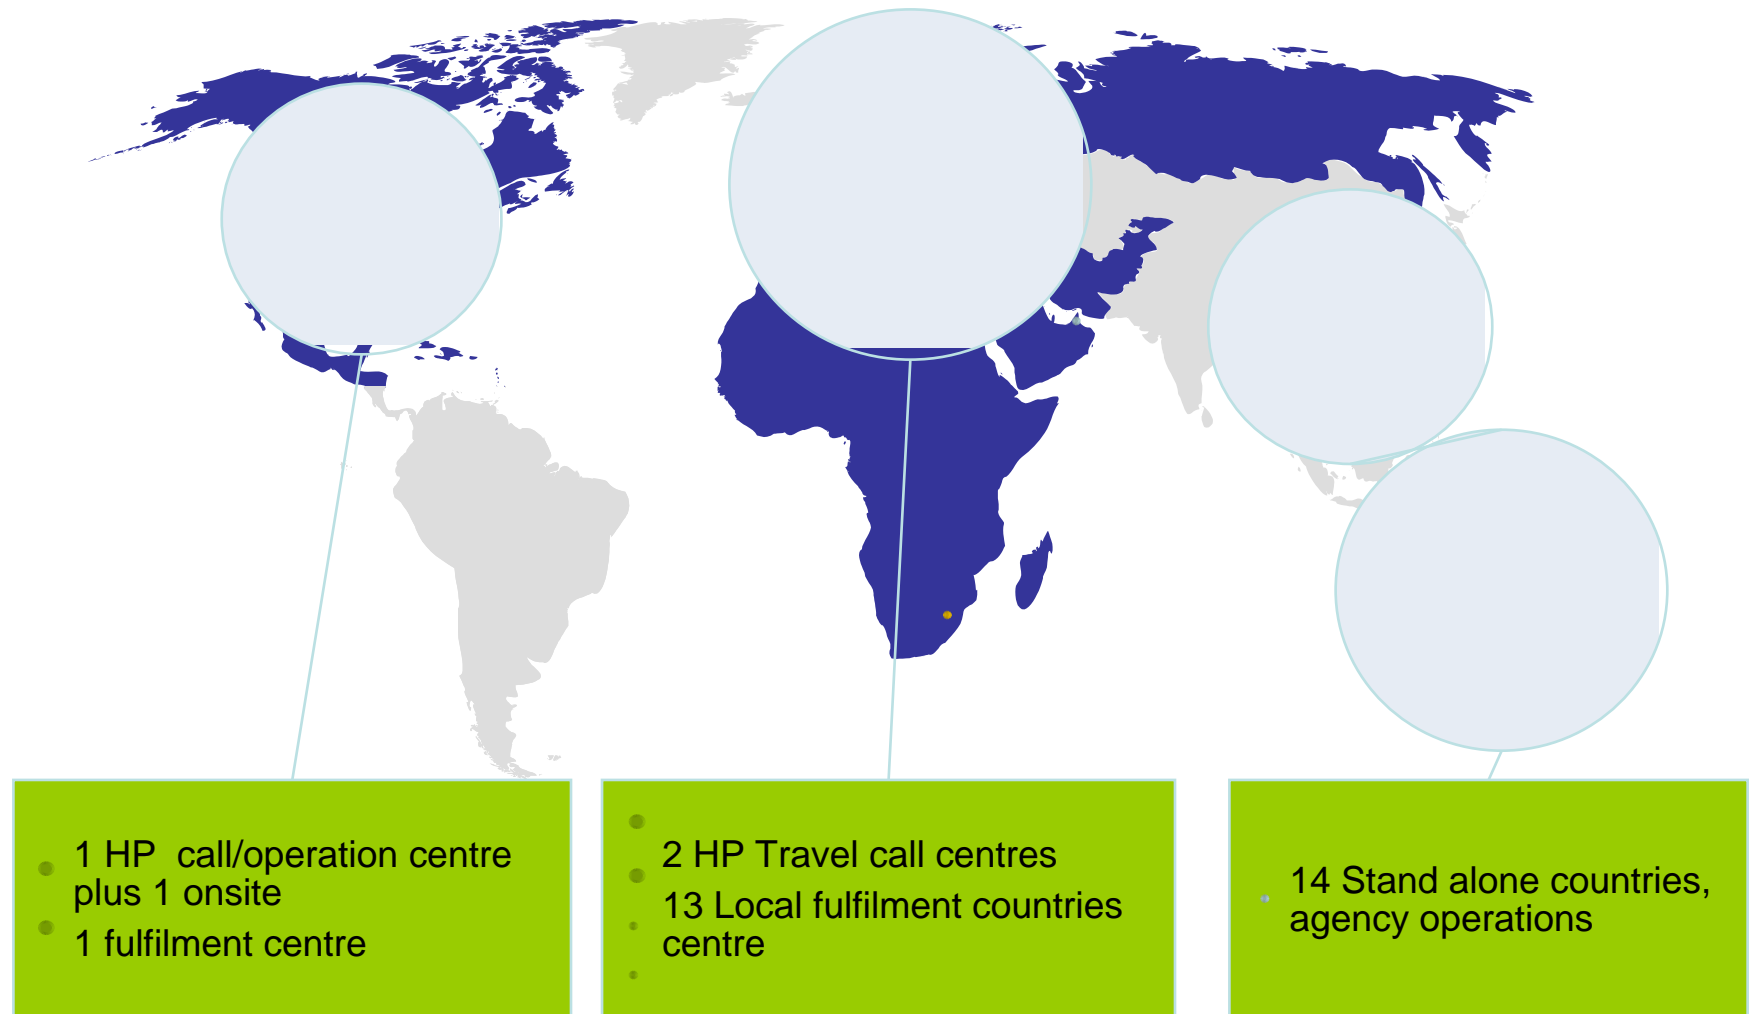 1 HP  call/operation centre
plus 1 onsite
1 fulfilment centre
2 HP Travel call centres
13 Local fulfilment countries
centre
14 Stand alone countries,
agency operations